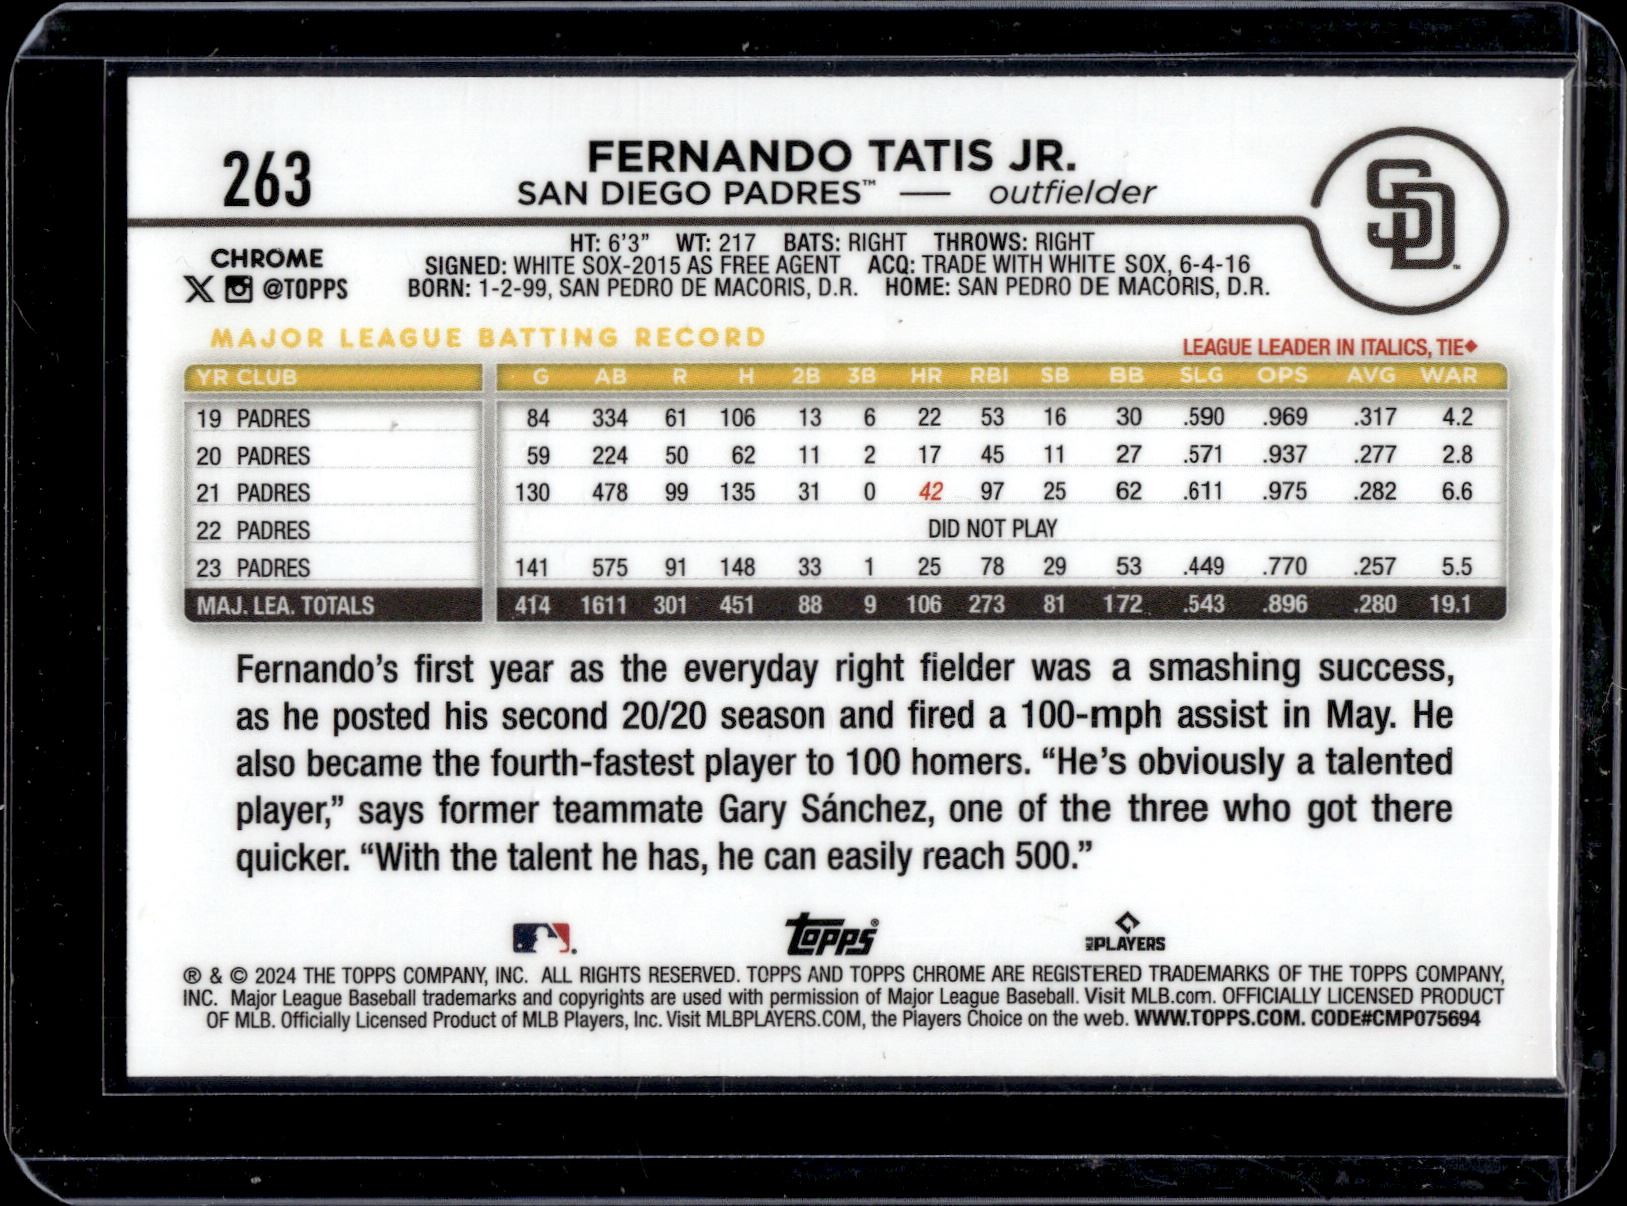 263
FERNANDO TATIS JR.
SAN DIEGO PADRES™ — outfielder
SD™
CHROME
X @TOPPS
HT: 6'3" WT: 217 BATS: RIGHT THROWS: RIGHT
SIGNED: WHITE SOX-2015 AS FREE AGENT ACQ: TRADE WITH WHITE SOX, 6-4-16
BORN: 1-2-99, SAN PEDRO DE MACORIS, D.R. HOME: SAN PEDRO DE MACORIS, D.R.
MAJOR LEAGUE BATTING RECORD
LEAGUE LEADER IN ITALICS, TIE◆
YR CLUB G AB R H 2B 3B HR RBI SB BB SLG OPS AVG WAR
19 PADRES 84 334 61 106 13 6 22 53 16 30 .590 .969 .317 4.2
20 PADRES 59 224 50 62 11 2 17 45 11 27 .571 .937 .277 2.8
21 PADRES 130 478 99 135 31 0 42 97 25 62 .611 .975 .282 6.6
22 PADRES DID NOT PLAY
23 PADRES 141 575 91 148 33 1 25 78 29 53 .449 .770 .257 5.5
MAJ. LEA. TOTALS 414 1611 301 451 88 9 106 273 81 172 .543 .896 .280 19.1
Fernando's first year as the everyday right fielder was a smashing success,
as he posted his second 20/20 season and fired a 100-mph assist in May. He
also became the fourth-fastest player to 100 homers. “He's obviously a talented
player,” says former teammate Gary Sánchez, one of the three who got there
quicker. “With the talent he has, he can easily reach 500.”
topps®
MLB PLAYERS
® & © 2024 THE TOPPS COMPANY, INC. ALL RIGHTS RESERVED. TOPPS AND TOPPS CHROME ARE REGISTERED TRADEMARKS OF THE TOPPS COMPANY,
INC. Major League Baseball trademarks and copyrights are used with permission of Major League Baseball. Visit MLB.com. OFFICIALLY LICENSED PRODUCT
OF MLB. Officially Licensed Product of MLB Players, Inc. Visit MLBPLAYERS.COM, the Players Choice on the web. WWW.TOPPS.COM. CODE#CMP075694